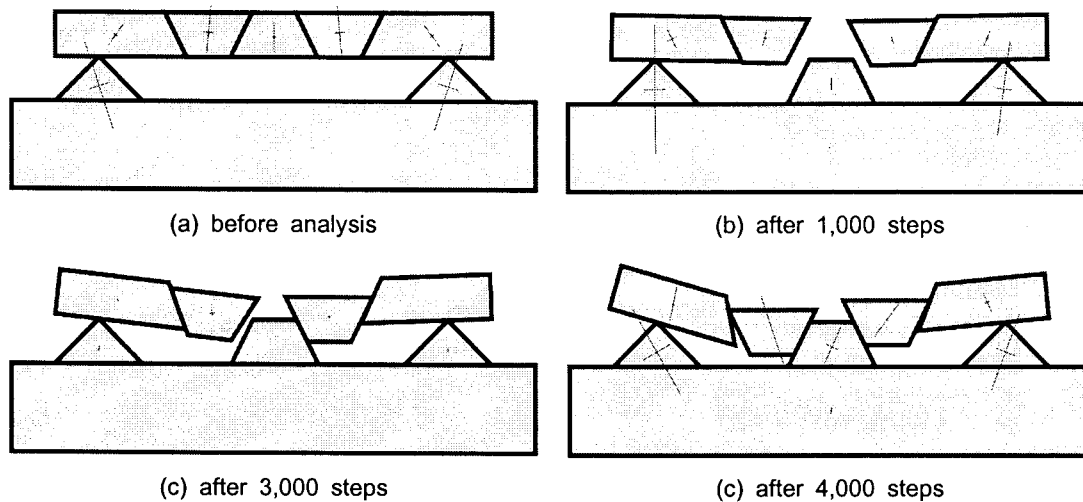 (a) before analysis
(b) after 1,000 steps
(c) after 3,000 steps
(c) after 4,000 steps